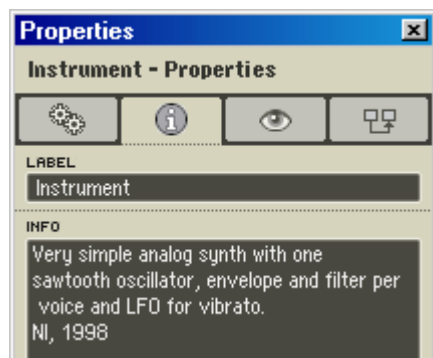 Properties
Instrument - Properties
LABEL
Instrument
INFO
Very simple analog synth with one
sawtooth oscillator, envelope and filter per
voice and LFO for vibrato.
NI, 1998